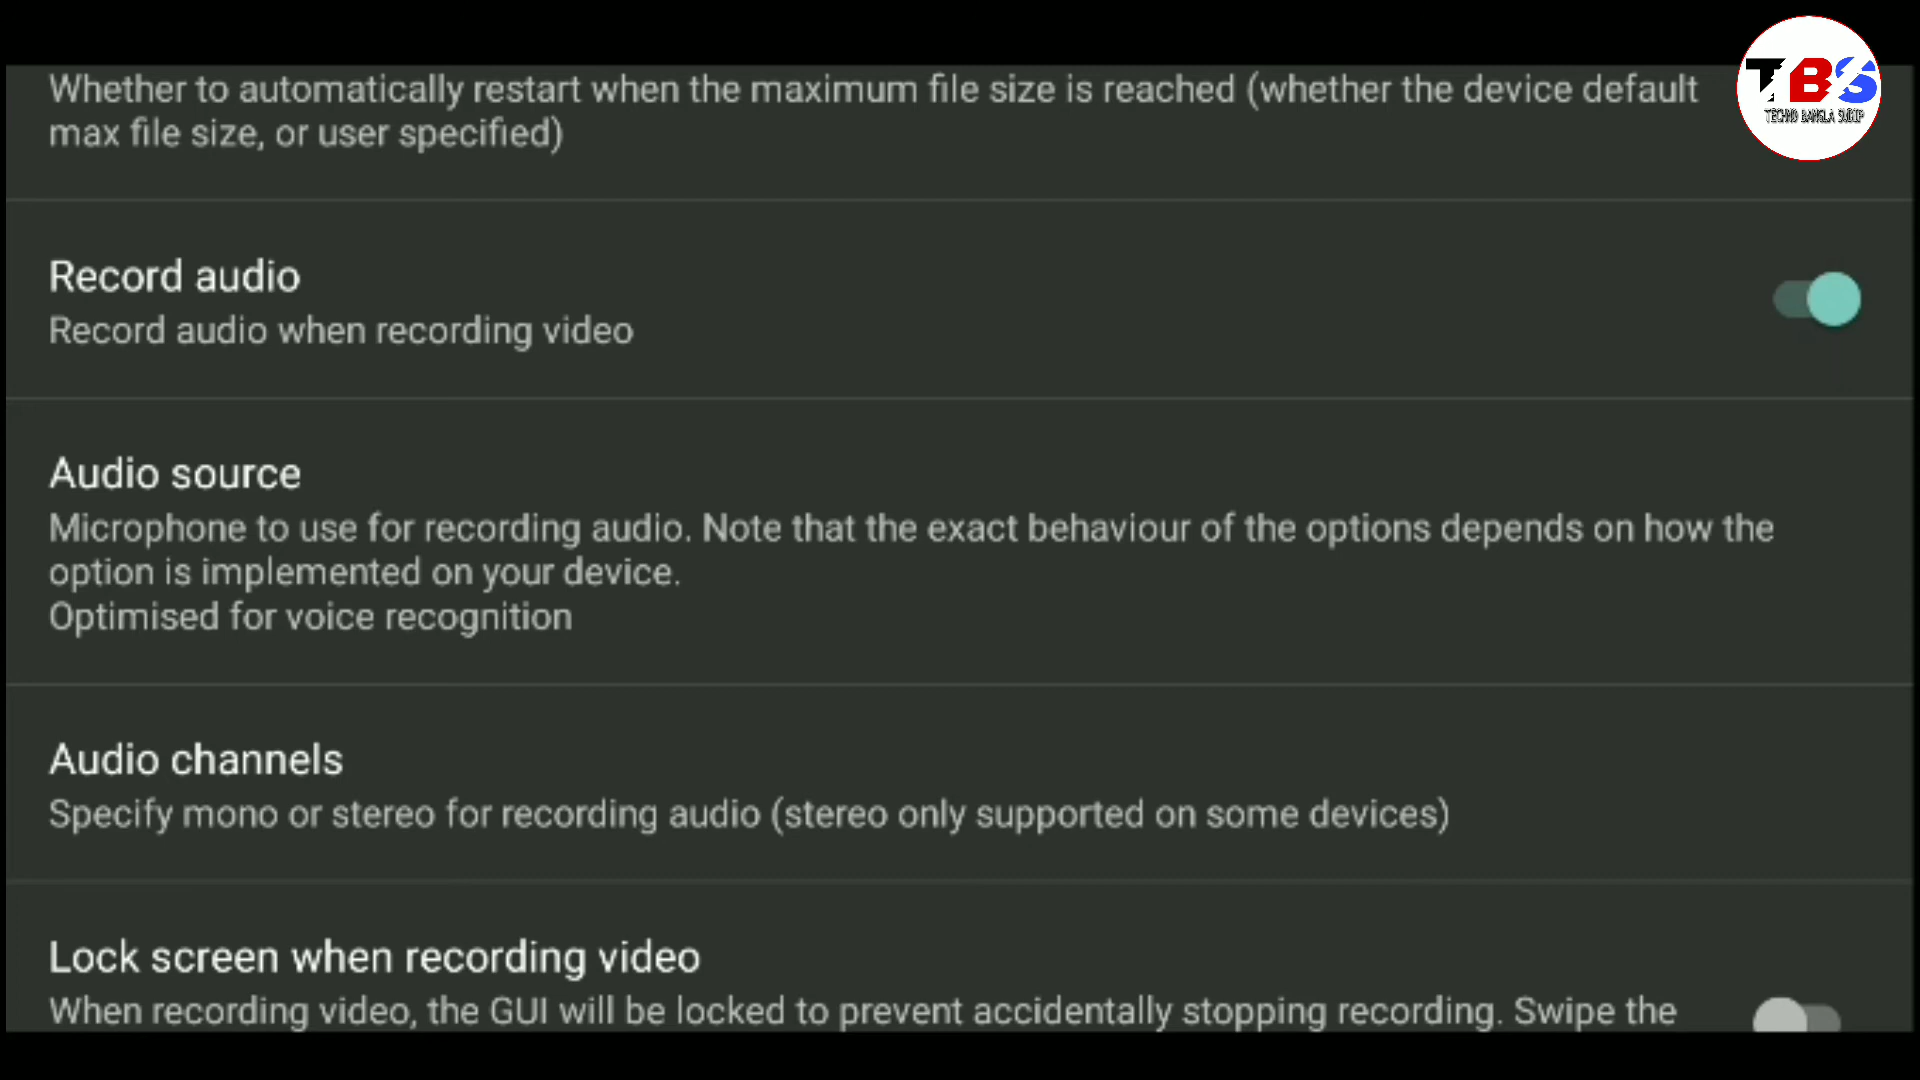 Whether to automatically restart when the maximum file size is reached (whether the device default
max file size, or user specified)
TBS
TECHNO BANGLA
Record audio
Record audio when recording video
Audio source
Microphone to use for recording audio. Note that the exact behaviour of the options depends on how the
option is implemented on your device.
Optimised for voice recognition
Audio channels
Specify mono or stereo for recording audio (stereo only supported on some devices)
Lock screen when recording video
When recording video, the GUI will be locked to prevent accidentally stopping recording. Swipe the